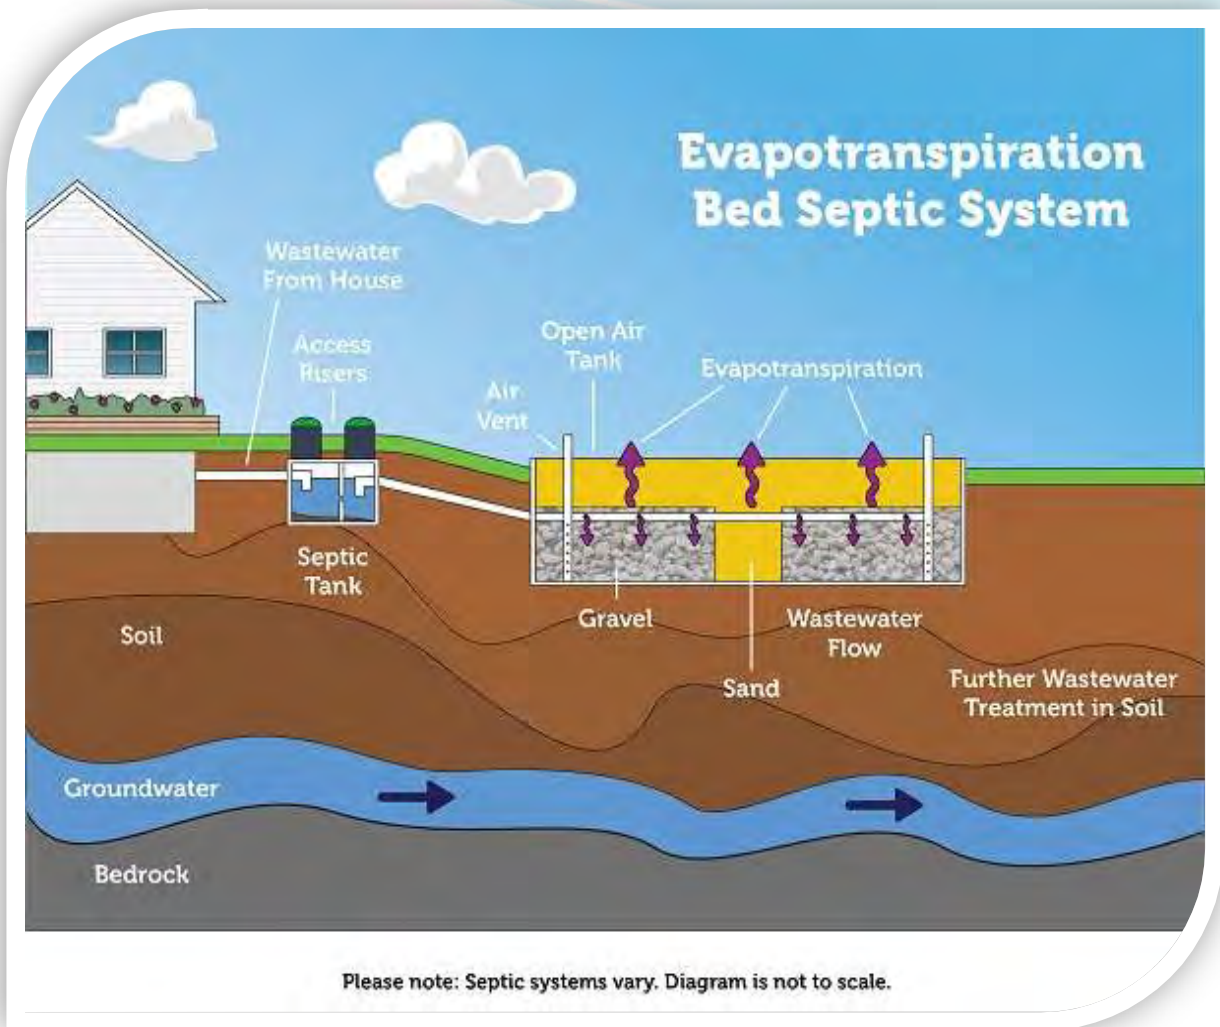 Evapotranspiration
Bed Septic System
Wastewater
From House
Access
Risers
Open Air
Tank
Air
Vent
Evapotranspiration
Septic
Tank
Gravel
Wastewater
Flow
Sand
Soil
Further Wastewater
Treatment in Soil
Groundwater
Bedrock
Please note: Septic systems vary. Diagram is not to scale.